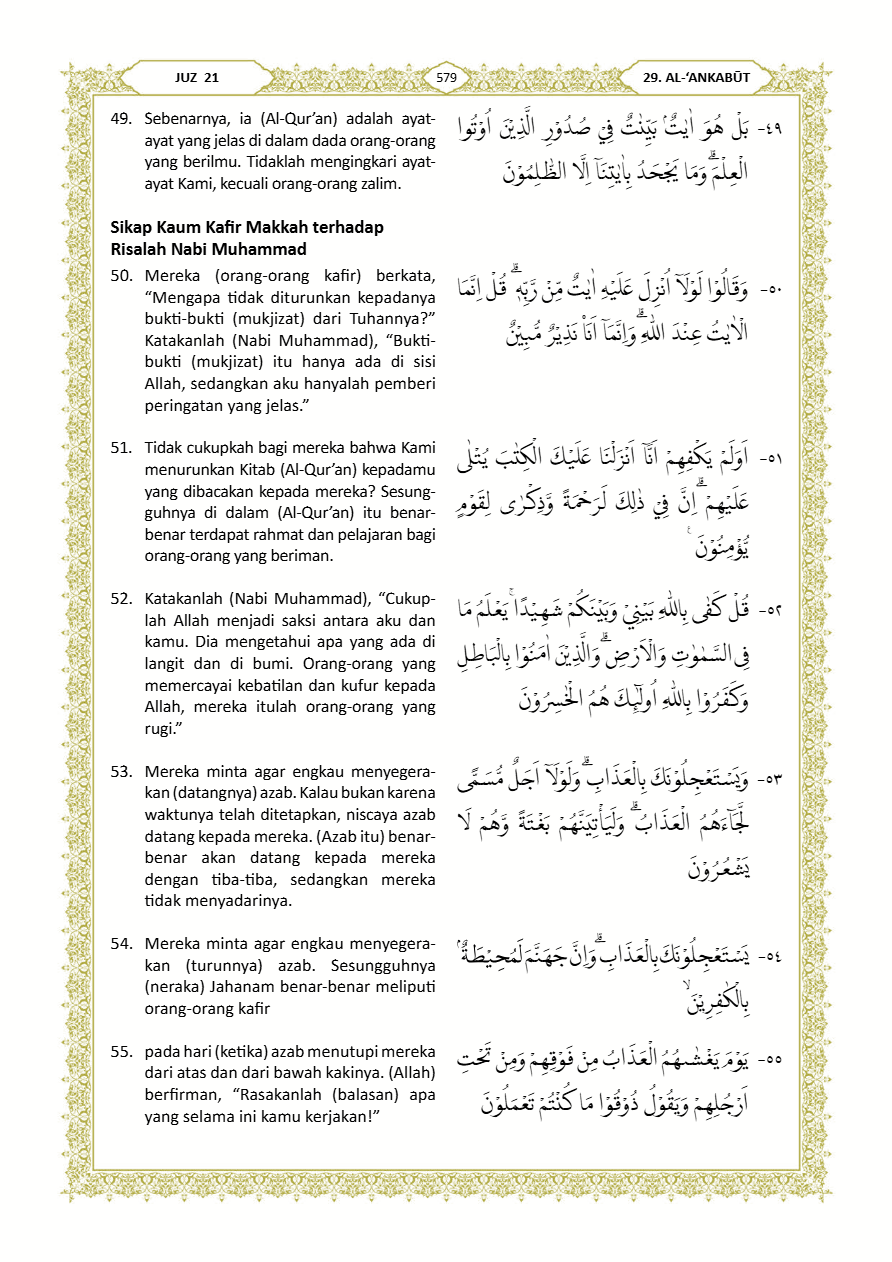 JUZ 21
579
29. AL-‘ANKABŪT
49. Sebenarnya, ia (Al-Qur’an) adalah ayat-
ayat yang jelas di dalam dada orang-orang
yang berilmu. Tidaklah mengingkari ayat-
ayat Kami, kecuali orang-orang zalim.
٤٩- بَلْ هُوَ اٰيٰتٌۢ بَيِّنٰتٌ فِيْ صُدُوْرِ الَّذِيْنَ اُوْتُوا
الْعِلْمَۗ وَمَا يَجْحَدُ بِاٰيٰتِنَآ اِلَّا الظّٰلِمُوْنَ
Sikap Kaum Kafir Makkah terhadap
Risalah Nabi Muhammad
50. Mereka (orang-orang kafir) berkata,
“Mengapa tidak diturunkan kepadanya
bukti-bukti (mukjizat) dari Tuhannya?”
Katakanlah (Nabi Muhammad), “Bukti-
bukti (mukjizat) itu hanya ada di sisi
Allah, sedangkan aku hanyalah pemberi
peringatan yang jelas.”
٥٠- وَقَالُوْا لَوْلَآ اُنْزِلَ عَلَيْهِ اٰيٰتٌ مِّنْ رَّبِّهٖۗ قُلْ اِنَّمَا
الْاٰيٰتُ عِنْدَ اللّٰهِۗ وَاِنَّمَآ اَنَا۠ نَذِيْرٌ مُّبِيْنٌ
51. Tidak cukupkah bagi mereka bahwa Kami
menurunkan Kitab (Al-Qur’an) kepadamu
yang dibacakan kepada mereka? Sesung-
guhnya di dalam (Al-Qur’an) itu benar-
benar terdapat rahmat dan pelajaran bagi
orang-orang yang beriman.
٥١- اَوَلَمْ يَكْفِهِمْ اَنَّآ اَنْزَلْنَا عَلَيْكَ الْكِتٰبَ يُتْلٰى
عَلَيْهِمْۗ اِنَّ فِيْ ذٰلِكَ لَرَحْمَةً وَّذِكْرٰى لِقَوْمٍ
يُّؤْمِنُوْنَ ࣖ
52. Katakanlah (Nabi Muhammad), “Cukup-
lah Allah menjadi saksi antara aku dan
kamu. Dia mengetahui apa yang ada di
langit dan di bumi. Orang-orang yang
memercayai kebatilan dan kufur kepada
Allah, mereka itulah orang-orang yang
rugi.”
٥٢- قُلْ كَفٰى بِاللّٰهِ بَيْنِيْ وَبَيْنَكُمْ شَهِيْدًاۚ يَعْلَمُ مَا
فِى السَّمٰوٰتِ وَالْاَرْضِۗ وَالَّذِيْنَ اٰمَنُوْا بِالْبَاطِلِ
وَكَفَرُوْا بِاللّٰهِ اُولٰۤىِٕكَ هُمُ الْخٰسِرُوْنَ
53. Mereka minta agar engkau menyegera-
kan (datangnya) azab. Kalau bukan karena
waktunya telah ditetapkan, niscaya azab
datang kepada mereka. (Azab itu) benar-
benar akan datang kepada mereka
dengan tiba-tiba, sedangkan mereka
tidak menyadarinya.
٥٣- وَيَسْتَعْجِلُوْنَكَ بِالْعَذَابِۗ وَلَوْلَآ اَجَلٌ مُّسَمًّى
لَّجَاۤءَهُمُ الْعَذَابُۗ وَلَيَأْتِيَنَّهُمْ بَغْتَةً وَّهُمْ لَا
يَشْعُرُوْنَ
54. Mereka minta agar engkau menyegera-
kan (turunnya) azab. Sesungguhnya
(neraka) Jahanam benar-benar meliputi
orang-orang kafir
٥٤- يَسْتَعْجِلُوْنَكَ بِالْعَذَابِۗ وَاِنَّ جَهَنَّمَ لَمُحِيْطَةٌۢ
بِالْكٰفِرِيْنَۙ
55. pada hari (ketika) azab menutupi mereka
dari atas dan dari bawah kakinya. (Allah)
berfirman, “Rasakanlah (balasan) apa
yang selama ini kamu kerjakan!”
٥٥- يَوْمَ يَغْشٰىهُمُ الْعَذَابُ مِنْ فَوْقِهِمْ وَمِنْ تَحْتِ
اَرْجُلِهِمْ وَيَقُوْلُ ذُوْقُوْا مَا كُنْتُمْ تَعْمَلُوْنَ